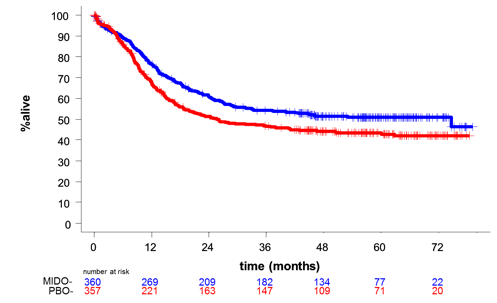 100
90
80
70
60
50
40
30
20
10
0
%alive
0 12 24 36 48 60 72
time (months)
number at risk
MIDO- 360 269 209 182 134 77 22
PBO- 357 221 163 147 109 71 20